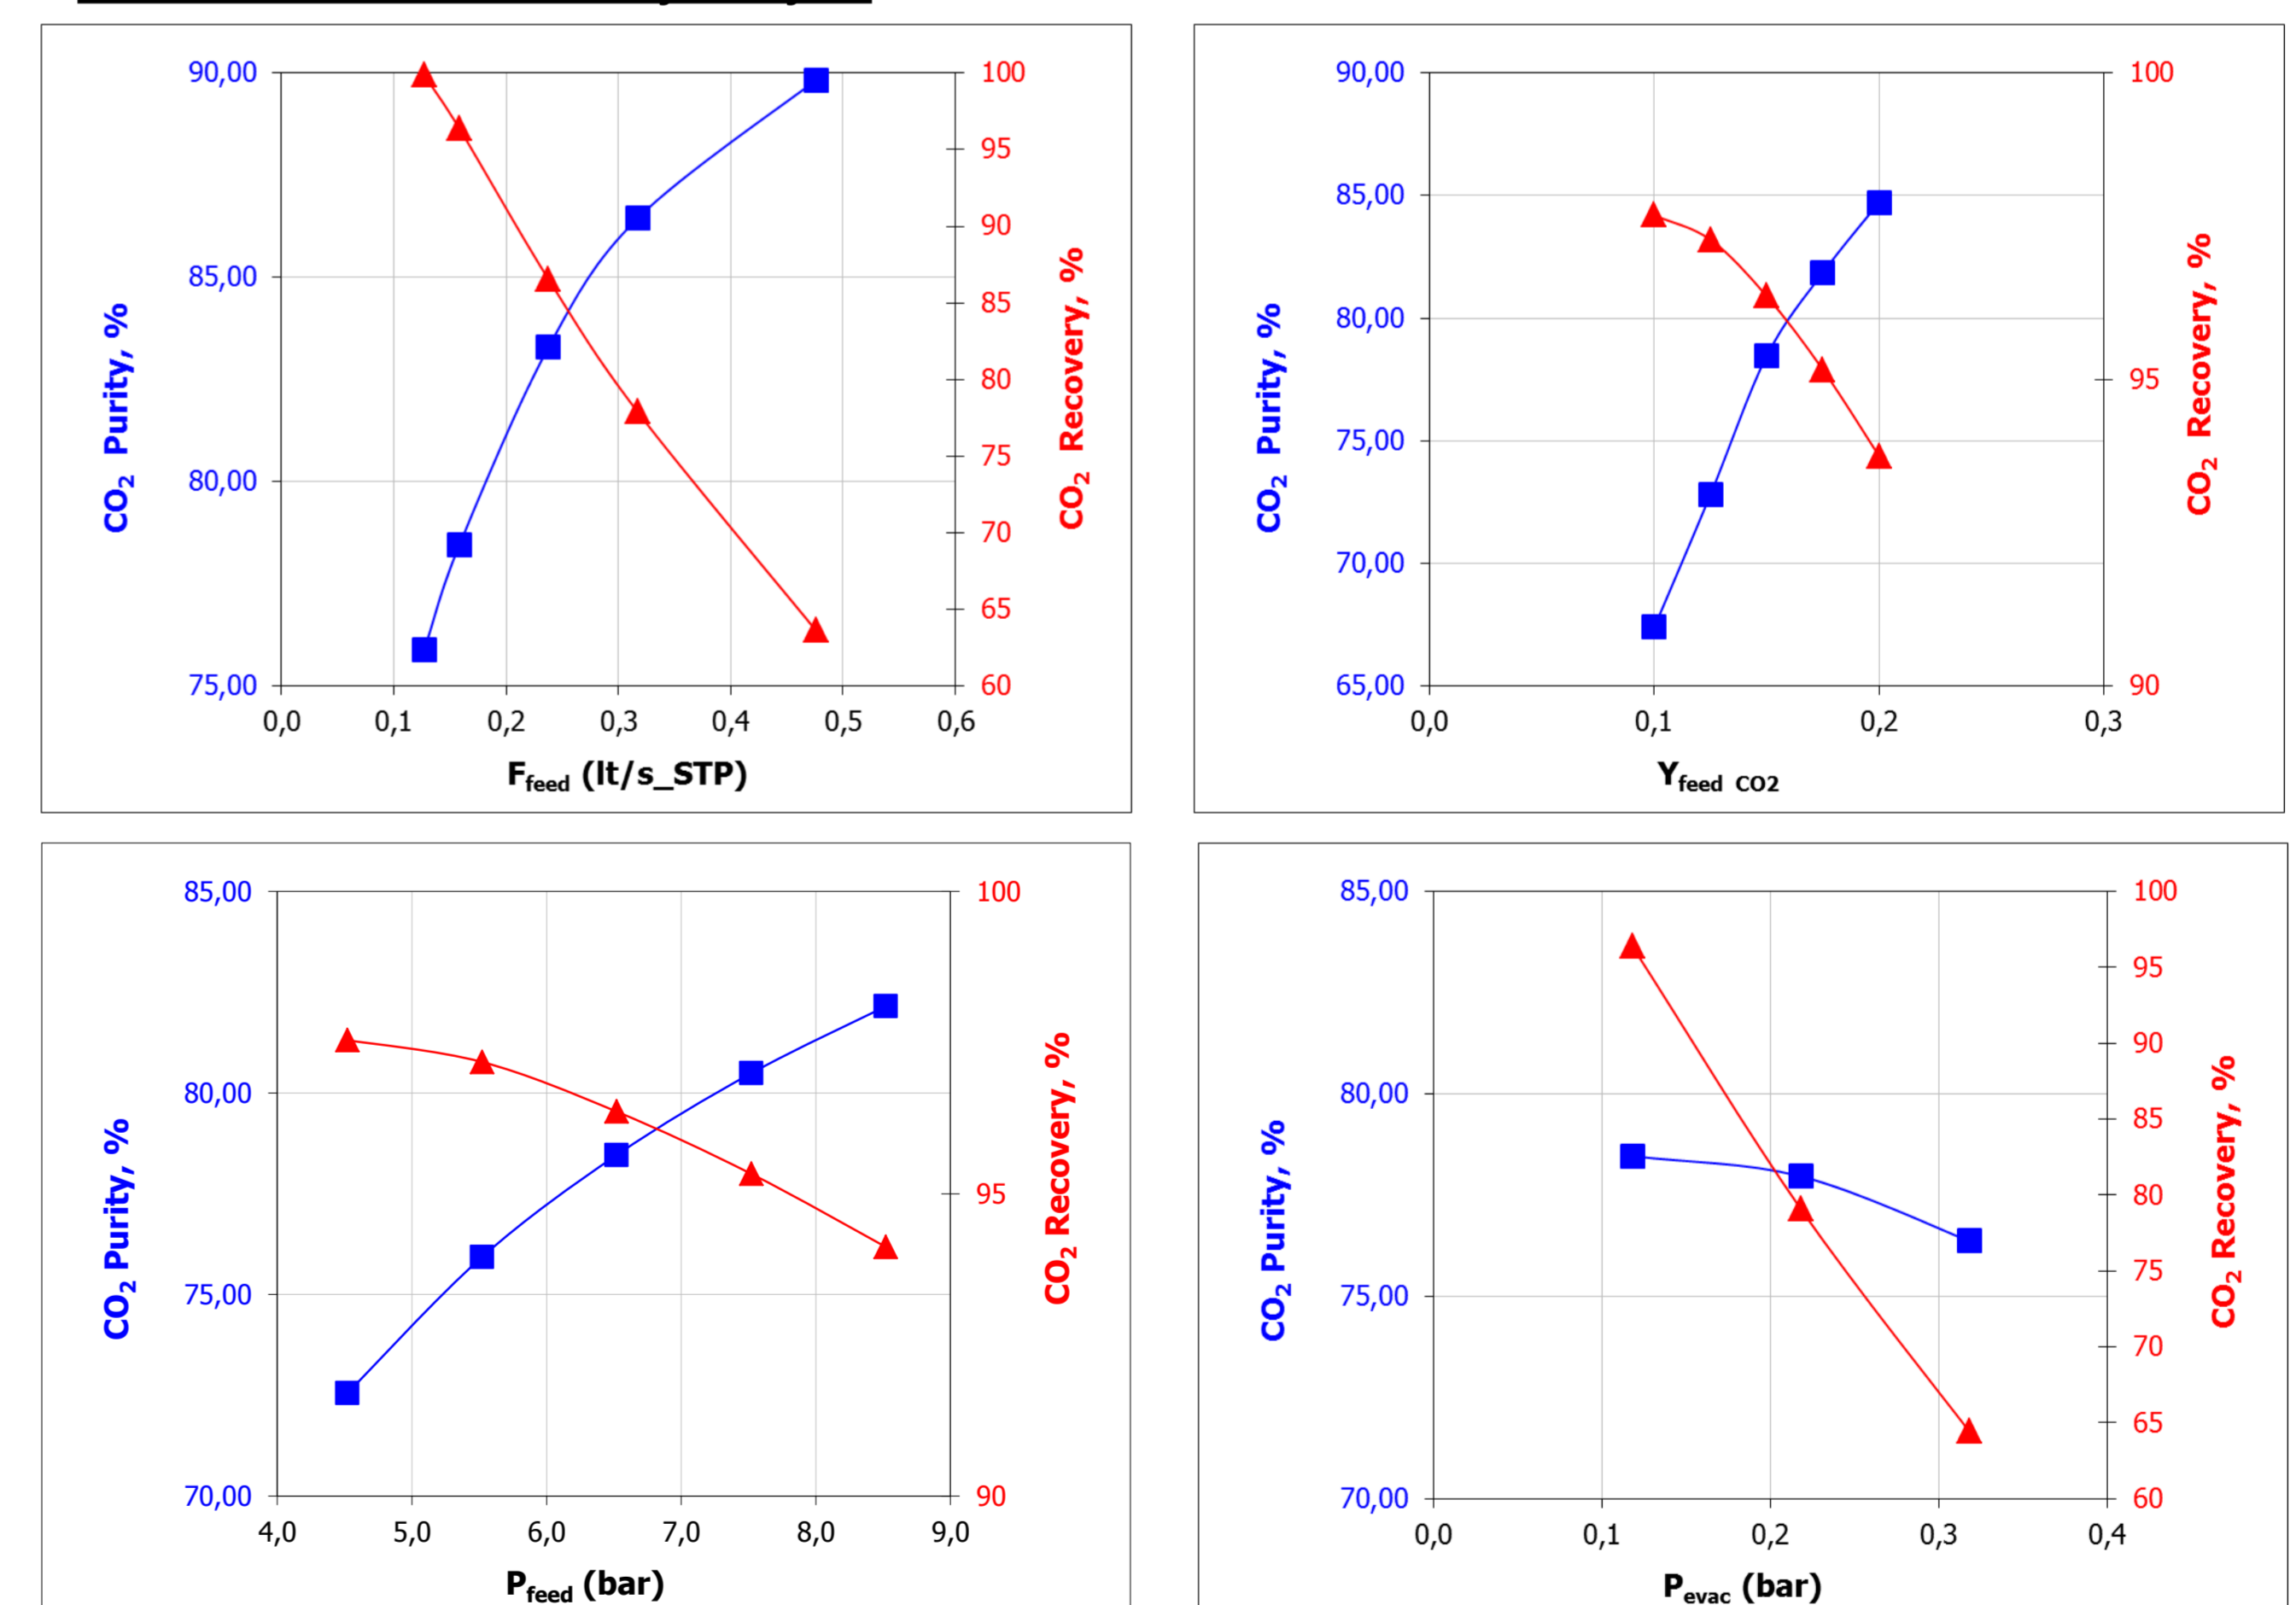 90,00
85,00
80,00
75,00
100
95
90
85
80
75
70
65
60
0,0 0,1 0,2 0,3 0,4 0,5 0,6
CO2 Purity, %
CO2 Recovery, %
Ffeed (lt/s_STP)
90,00
85,00
80,00
75,00
70,00
65,00
100
95
90
0,0 0,1 0,2 0,3
CO2 Purity, %
CO2 Recovery, %
Yfeed CO2
85,00
80,00
75,00
70,00
100
95
90
4,0 5,0 6,0 7,0 8,0 9,0
CO2 Purity, %
CO2 Recovery, %
Pfeed (bar)
85,00
80,00
75,00
70,00
100
95
90
85
80
75
70
65
60
0,0 0,1 0,2 0,3 0,4
CO2 Purity, %
CO2 Recovery, %
Pevac (bar)